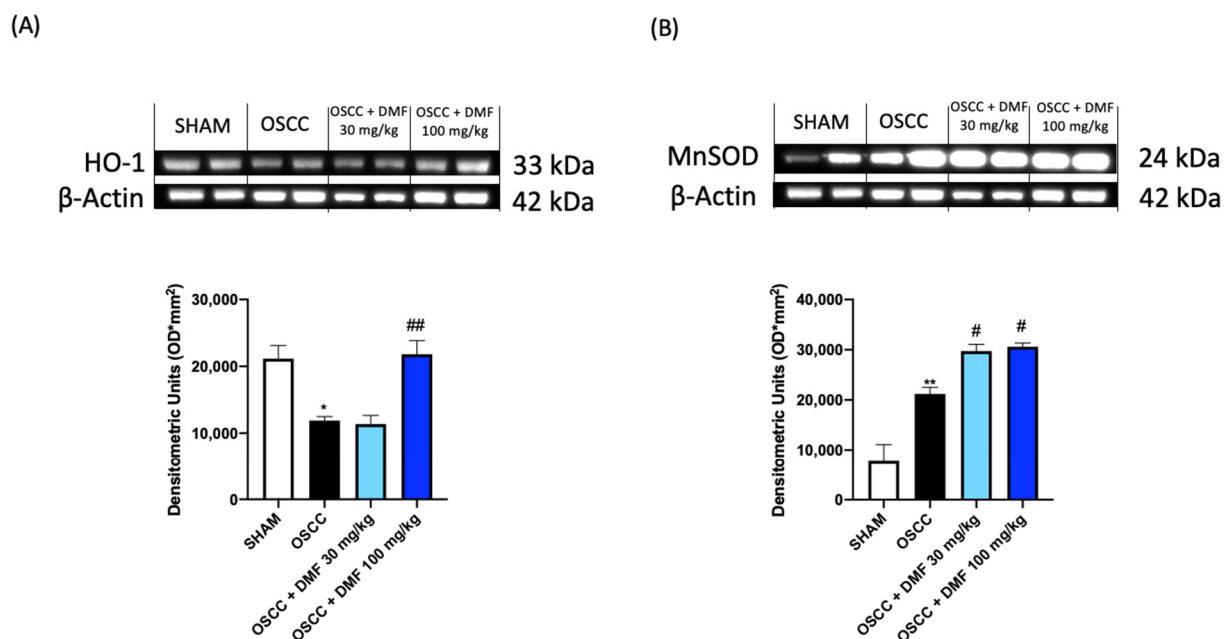 (A)
SHAM
OSCC
OSCC + DMF
30 mg/kg
OSCC + DMF
100 mg/kg
HO-1
33 kDa
β-Actin
42 kDa
Densitometric Units (OD*mm²)
30,000
20,000
10,000
0
*
##
SHAM
OSCC
OSCC + DMF 30 mg/kg
OSCC + DMF 100 mg/kg
(B)
SHAM
OSCC
OSCC + DMF
30 mg/kg
OSCC + DMF
100 mg/kg
MnSOD
24 kDa
β-Actin
42 kDa
Densitometric Units (OD*mm²)
40,000
30,000
20,000
10,000
0
**
#
#
SHAM
OSCC
OSCC + DMF 30 mg/kg
OSCC + DMF 100 mg/kg